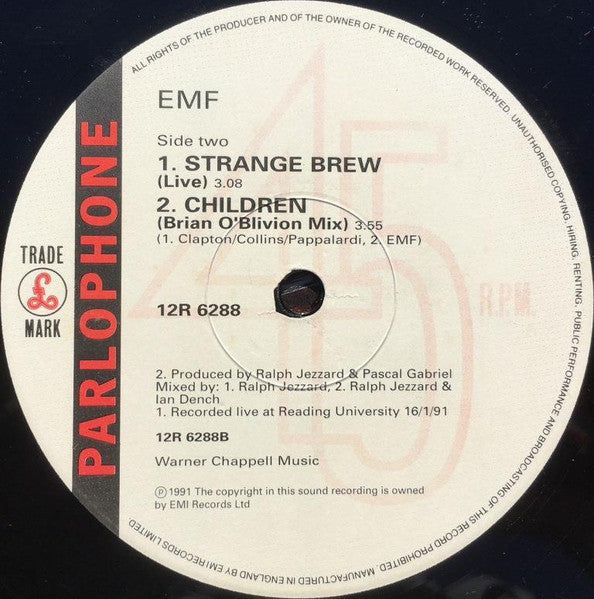 ALL RIGHTS OF THE PRODUCER AND OF THE OWNER OF THE RECORDED WORK RESERVED. UNAUTHORISED COPYING, HIRING, RENTING, PUBLIC PERFORMANCE AND BROADCASTING OF THIS RECORD PROHIBITED. MANUFACTURED IN ENGLAND BY EMI RECORDS LIMITED.
PARLOPHONE
TRADE
£
MARK
EMF
Side two
1. STRANGE BREW
(Live) 3.08
2. CHILDREN
(Brian O'Blivion Mix) 3.55
(1. Clapton/Collins/Pappalardi, 2. EMF)
45
R.P.M.
12R 6288
2. Produced by Ralph Jezzard & Pascal Gabriel
Mixed by: 1. Ralph Jezzard, 2. Ralph Jezzard &
Ian Dench
1. Recorded live at Reading University 16/1/91
12R 6288B
Warner Chappell Music
Ⓟ 1991 The copyright in this sound recording is owned
by EMI Records Ltd